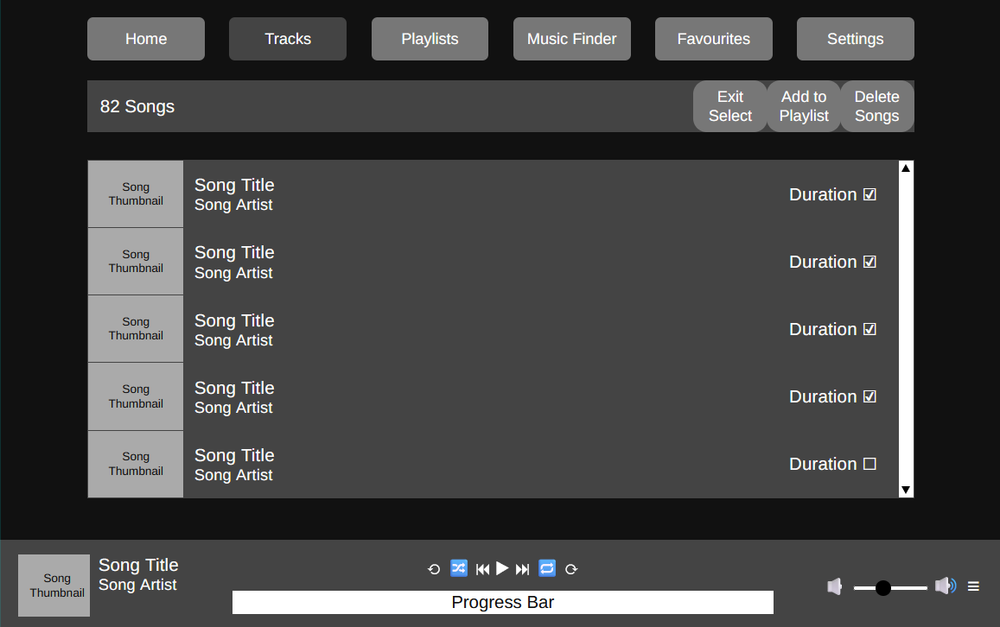 Home
Tracks
Playlists
Music Finder
Favourites
Settings
82 Songs
Exit
Select
Add to
Playlist
Delete
Songs
Song
Thumbnail
Song Title
Song Artist
Duration ☑
Song
Thumbnail
Song Title
Song Artist
Duration ☑
Song
Thumbnail
Song Title
Song Artist
Duration ☑
Song
Thumbnail
Song Title
Song Artist
Duration ☑
Song
Thumbnail
Song Title
Song Artist
Duration ☐
Song
Thumbnail
Song Title
Song Artist
Progress Bar